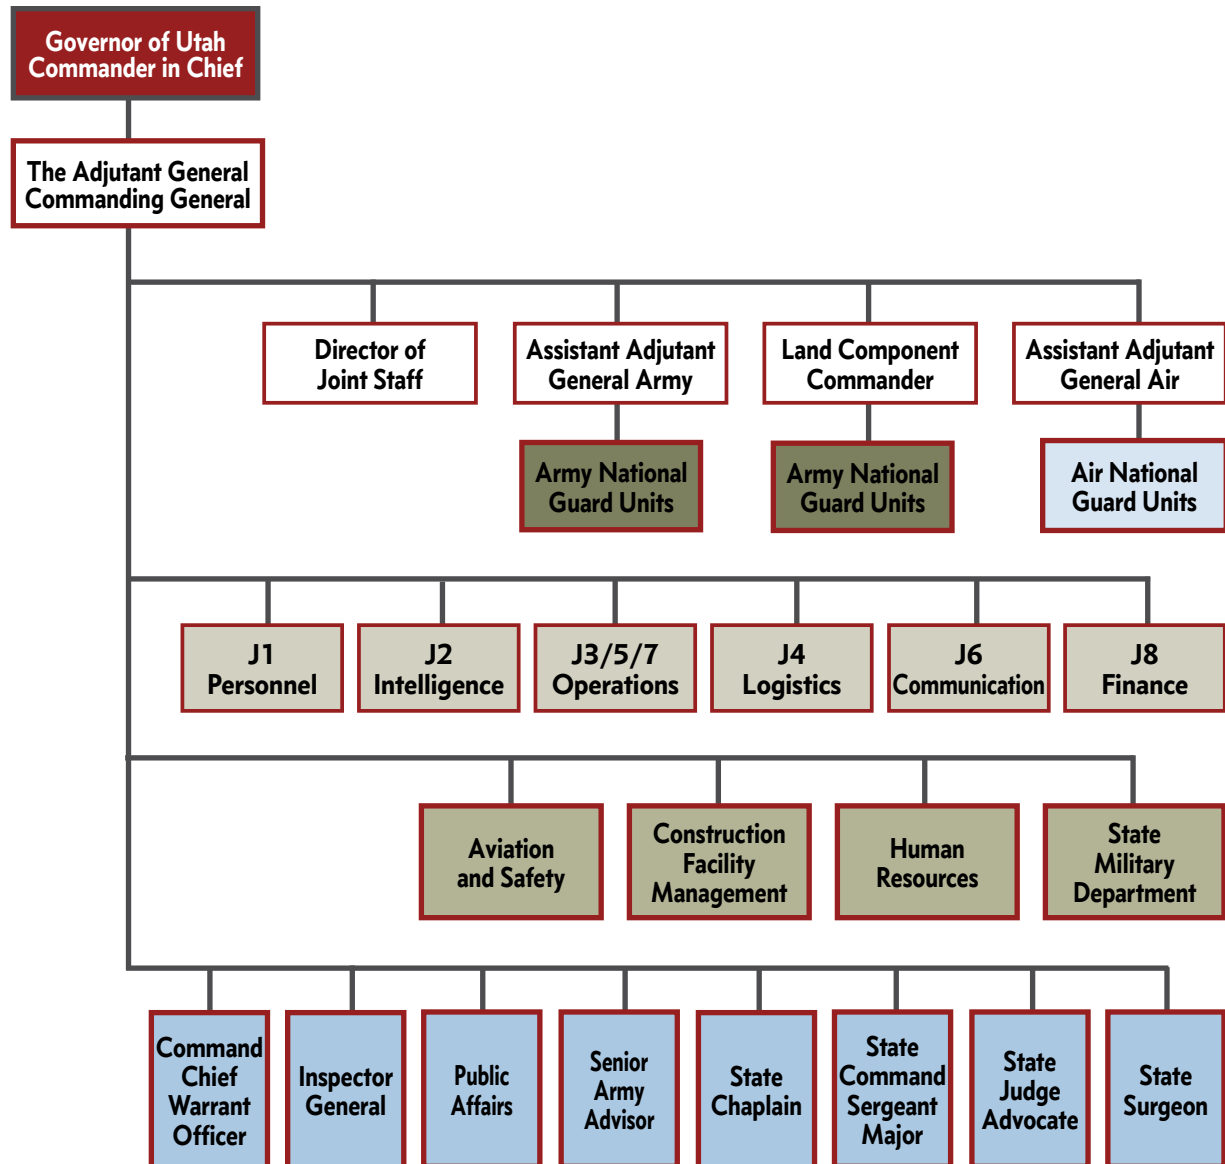 Governor of Utah
Commander in Chief
The Adjutant General
Commanding General
Director of
Joint Staff
Assistant Adjutant
General Army
Land Component
Commander
Assistant Adjutant
General Air
Army National
Guard Units
Army National
Guard Units
Air National
Guard Units
J1
Personnel
J2
Intelligence
J3/5/7
Operations
J4
Logistics
J6
Communication
J8
Finance
Aviation
and Safety
Construction
Facility
Management
Human
Resources
State
Military
Department
Command
Chief
Warrant
Officer
Inspector
General
Public
Affairs
Senior
Army
Advisor
State
Chaplain
State
Command
Sergeant
Major
State
Judge
Advocate
State
Surgeon